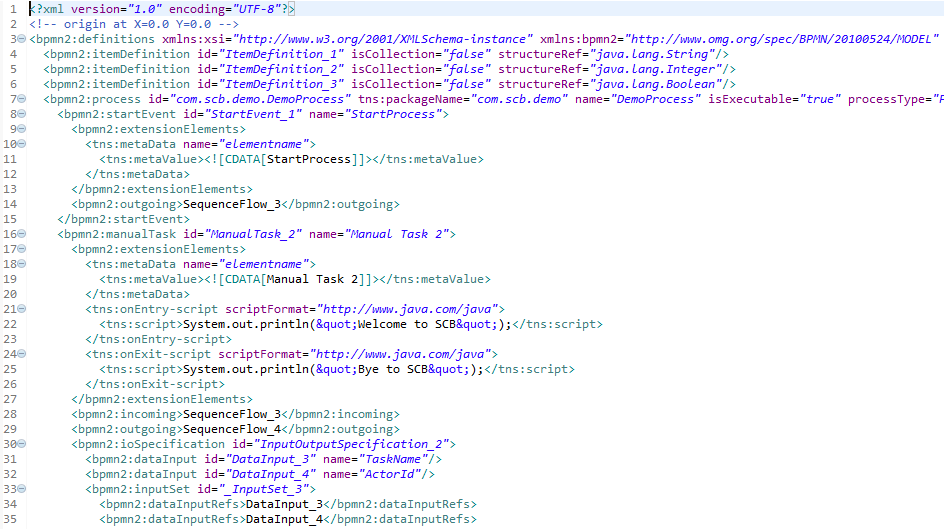 1 <?xml version="1.0" encoding="UTF-8"?>
2 <!-- origin at X=0.0 Y=0.0 -->
3 <bpmn2:definitions xmlns:xsi="http://www.w3.org/2001/XMLSchema-instance" xmlns:bpmn2="http://www.omg.org/spec/BPMN/20100524/MODEL"
4 <bpmn2:itemDefinition id="ItemDefinition_1" isCollection="false" structureRef="java.lang.String"/>
5 <bpmn2:itemDefinition id="ItemDefinition_2" isCollection="false" structureRef="java.lang.Integer"/>
6 <bpmn2:itemDefinition id="ItemDefinition_3" isCollection="false" structureRef="java.lang.Boolean"/>
7 <bpmn2:process id="com.scb.demo.DemoProcess" tns:packageName="com.scb.demo" name="DemoProcess" isExecutable="true" processType="P
8 <bpmn2:startEvent id="StartEvent_1" name="StartProcess">
9 <bpmn2:extensionElements>
10 <tns:metaData name="elementname">
11 <tns:metaValue><![CDATA[StartProcess]]></tns:metaValue>
12 </tns:metaData>
13 </bpmn2:extensionElements>
14 <bpmn2:outgoing>SequenceFlow_3</bpmn2:outgoing>
15 </bpmn2:startEvent>
16 <bpmn2:manualTask id="ManualTask_2" name="Manual Task 2">
17 <bpmn2:extensionElements>
18 <tns:metaData name="elementname">
19 <tns:metaValue><![CDATA[Manual Task 2]]></tns:metaValue>
20 </tns:metaData>
21 <tns:onEntry-script scriptFormat="http://www.java.com/java">
22 <tns:script>System.out.println(&quot;Welcome to SCB&quot;);</tns:script>
23 </tns:onEntry-script>
24 <tns:onExit-script scriptFormat="http://www.java.com/java">
25 <tns:script>System.out.println(&quot;Bye to SCB&quot;);</tns:script>
26 </tns:onExit-script>
27 </bpmn2:extensionElements>
28 <bpmn2:incoming>SequenceFlow_3</bpmn2:incoming>
29 <bpmn2:outgoing>SequenceFlow_4</bpmn2:outgoing>
30 <bpmn2:ioSpecification id="InputOutputSpecification_2">
31 <bpmn2:dataInput id="DataInput_3" name="TaskName"/>
32 <bpmn2:dataInput id="DataInput_4" name="ActorId"/>
33 <bpmn2:inputSet id="_InputSet_3">
34 <bpmn2:dataInputRefs>DataInput_3</bpmn2:dataInputRefs>
35 <bpmn2:dataInputRefs>DataInput_4</bpmn2:dataInputRefs>